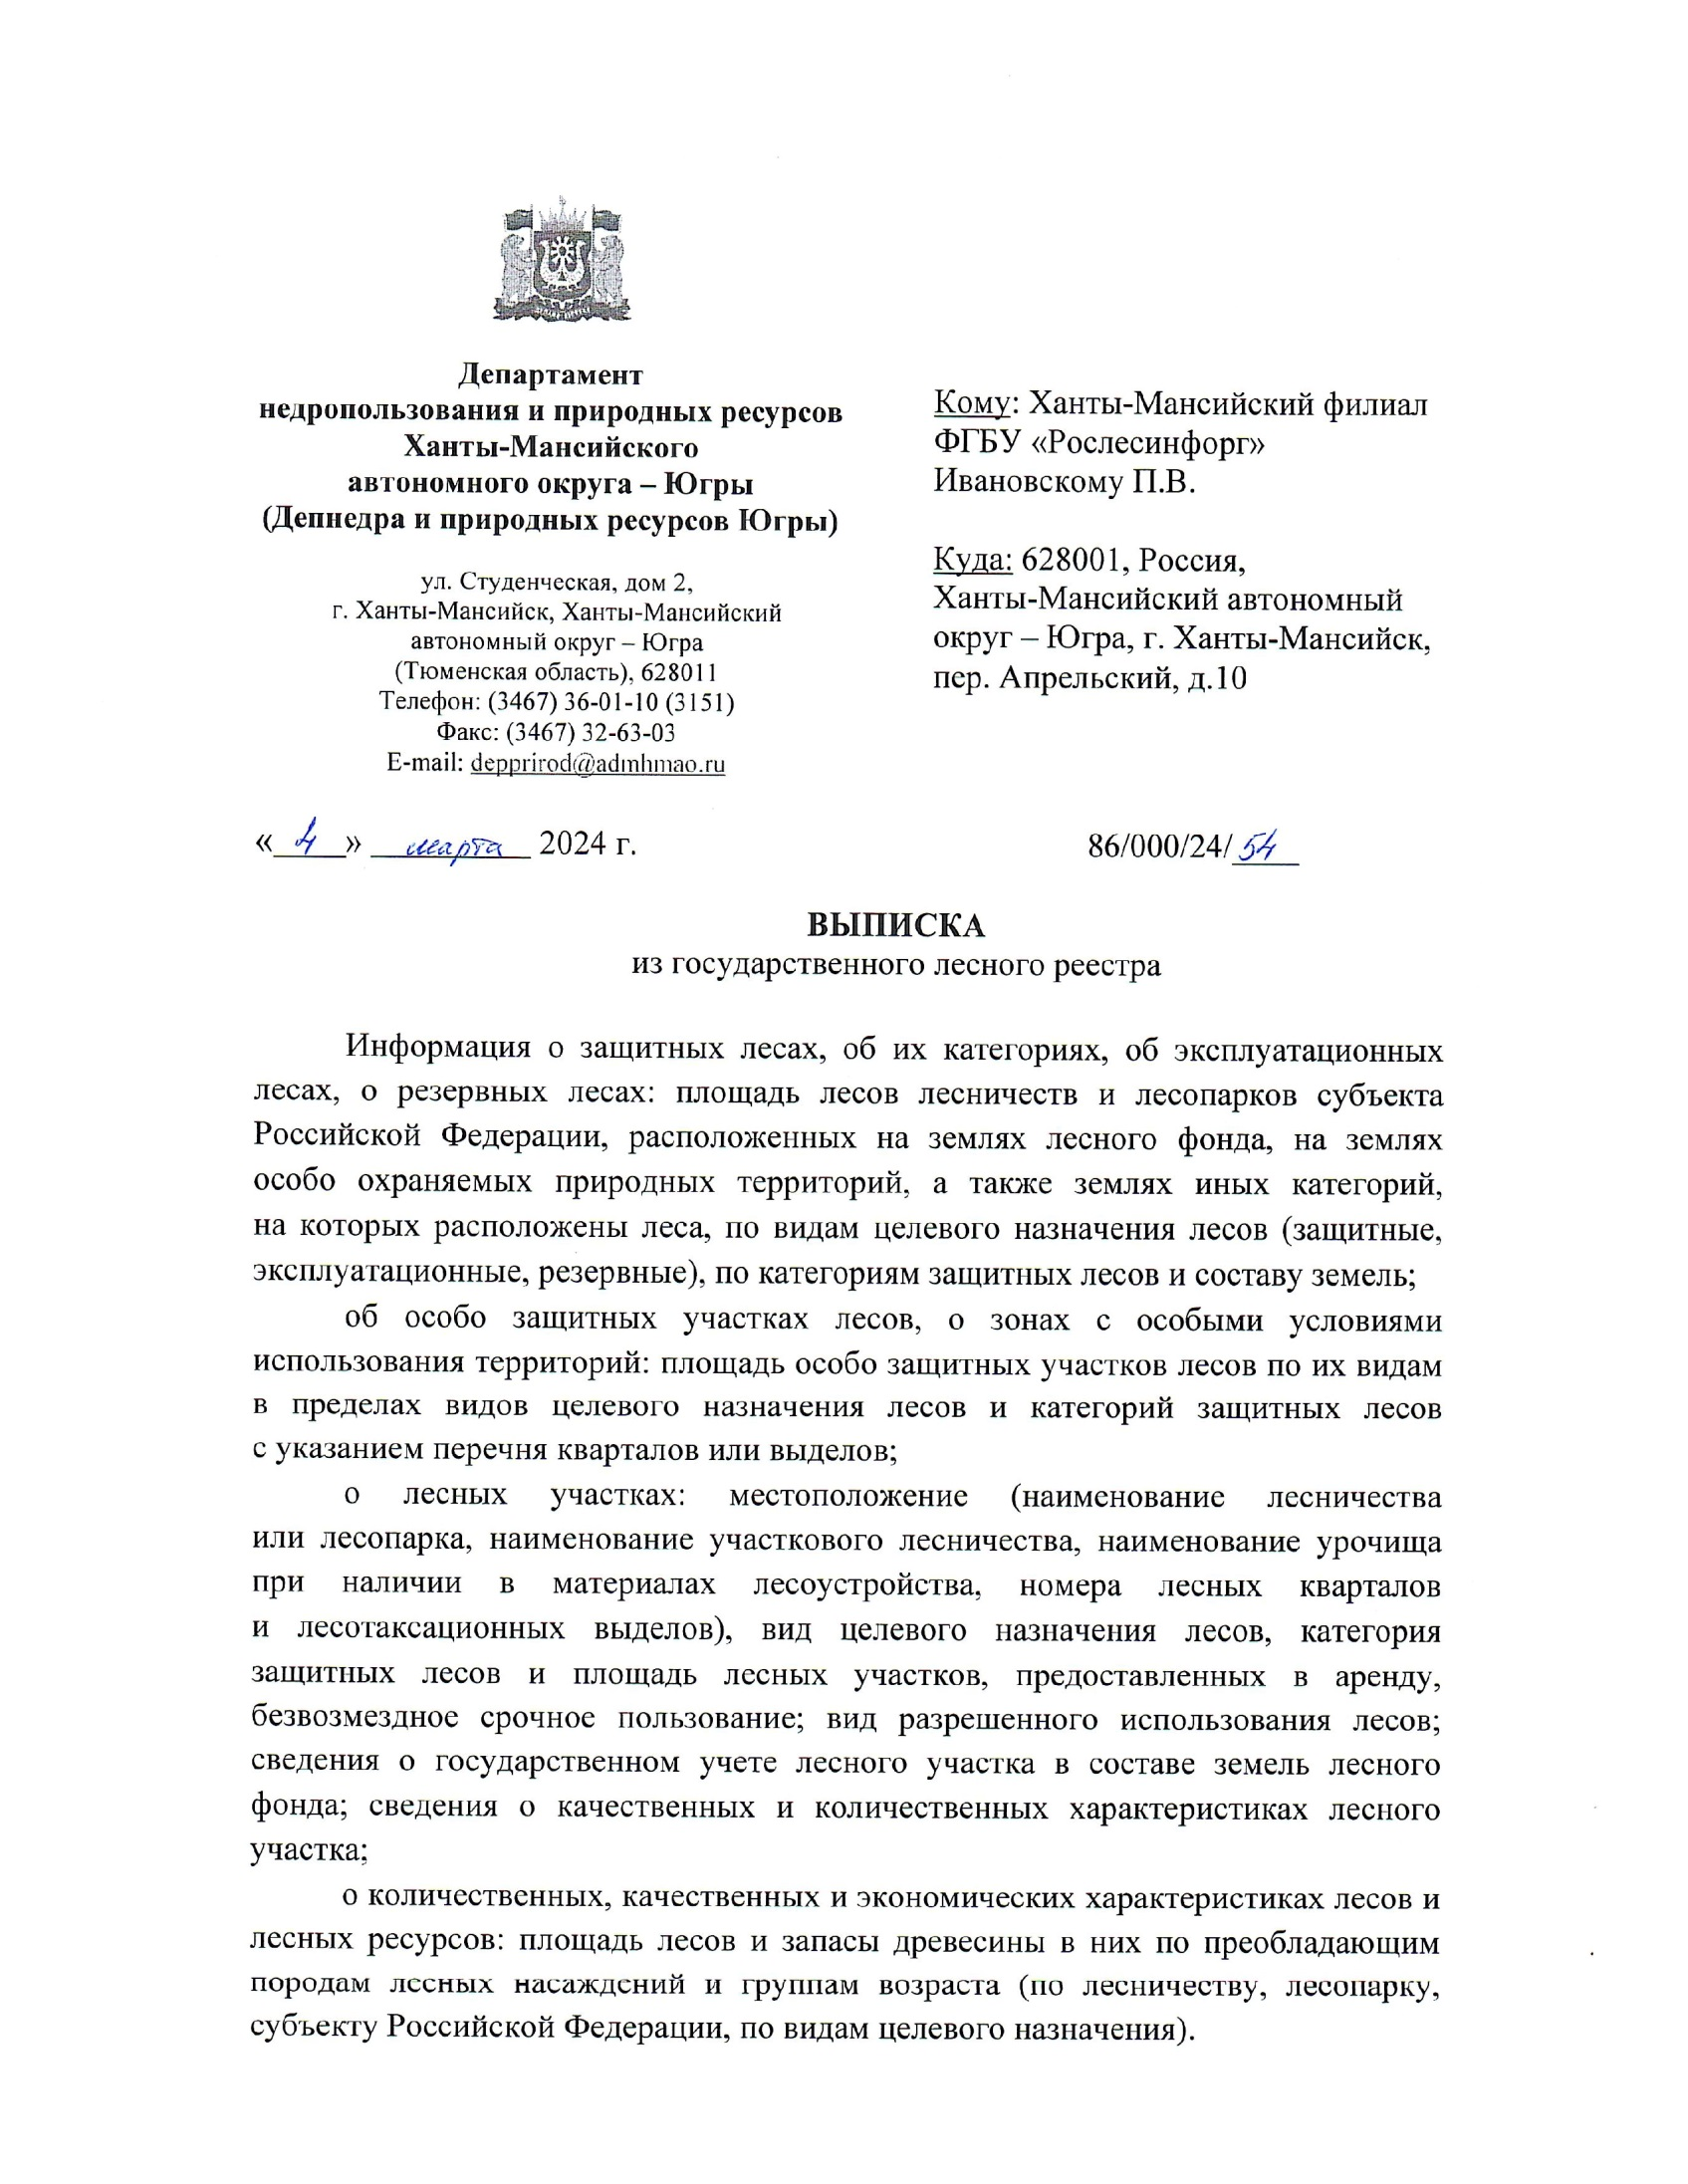 Департамент
недропользования и природных ресурсов
Ханты-Мансийского
автономного округа – Югры
(Депнедра и природных ресурсов Югры)
ул. Студенческая, дом 2,
г. Ханты-Мансийск, Ханты-Мансийский
автономный округ – Югра
(Тюменская область), 628011
Телефон: (3467) 36-01-10 (3151)
Факс: (3467) 32-63-03
E-mail: depprirod@admhmao.ru
Кому: Ханты-Мансийский филиал
ФГБУ «Рослесинфорг»
Ивановскому П.В.
Куда: 628001, Россия,
Ханты-Мансийский автономный
округ – Югра, г. Ханты-Мансийск,
пер. Апрельский, д.10
«4» марта 2024 г.
86/000/24/54
ВЫПИСКА
из государственного лесного реестра
Информация о защитных лесах, об их категориях, об эксплуатационных
лесах, о резервных лесах: площадь лесов лесничеств и лесопарков субъекта
Российской Федерации, расположенных на землях лесного фонда, на землях
особо охраняемых природных территорий, а также землях иных категорий,
на которых расположены леса, по видам целевого назначения лесов (защитные,
эксплуатационные, резервные), по категориям защитных лесов и составу земель;
об особо защитных участках лесов, о зонах с особыми условиями
использования территорий: площадь особо защитных участков лесов по их видам
в пределах видов целевого назначения лесов и категорий защитных лесов
с указанием перечня кварталов или выделов;
о лесных участках: местоположение (наименование лесничества
или лесопарка, наименование участкового лесничества, наименование урочища
при наличии в материалах лесоустройства, номера лесных кварталов
и лесотаксационных выделов), вид целевого назначения лесов, категория
защитных лесов и площадь лесных участков, предоставленных в аренду,
безвозмездное срочное пользование; вид разрешенного использования лесов;
сведения о государственном учете лесного участка в составе земель лесного
фонда; сведения о качественных и количественных характеристиках лесного
участка;
о количественных, качественных и экономических характеристиках лесов и
лесных ресурсов: площадь лесов и запасы древесины в них по преобладающим
породам лесных насаждений и группам возраста (по лесничеству, лесопарку,
субъекту Российской Федерации, по видам целевого назначения).